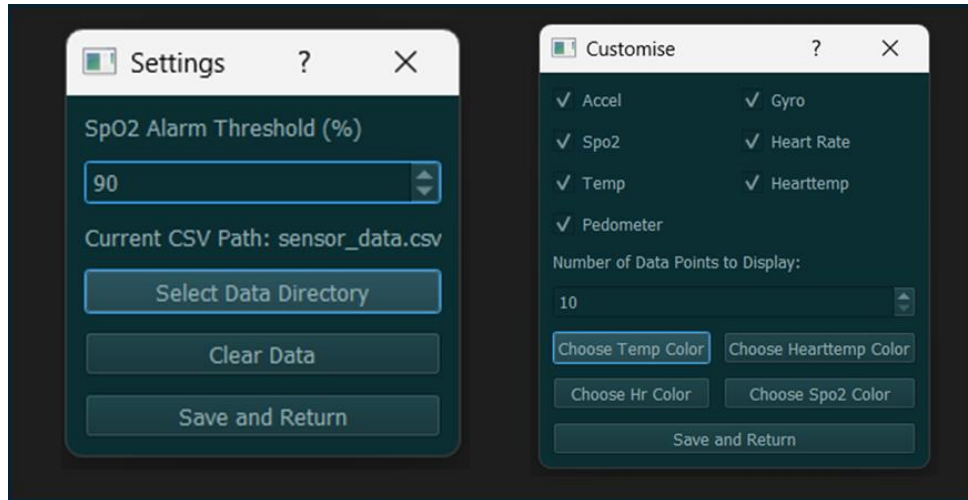 Settings ?
SpO2 Alarm Threshold (%)
90
Current CSV Path: sensor_data.csv
Select Data Directory
Clear Data
Save and Return
Customise ?
Accel Gyro
Spo2 Heart Rate
Temp Hearttemp
Pedometer
Number of Data Points to Display:
10
Choose Temp Color Choose Hearttemp Color
Choose Hr Color Choose Spo2 Color
Save and Return